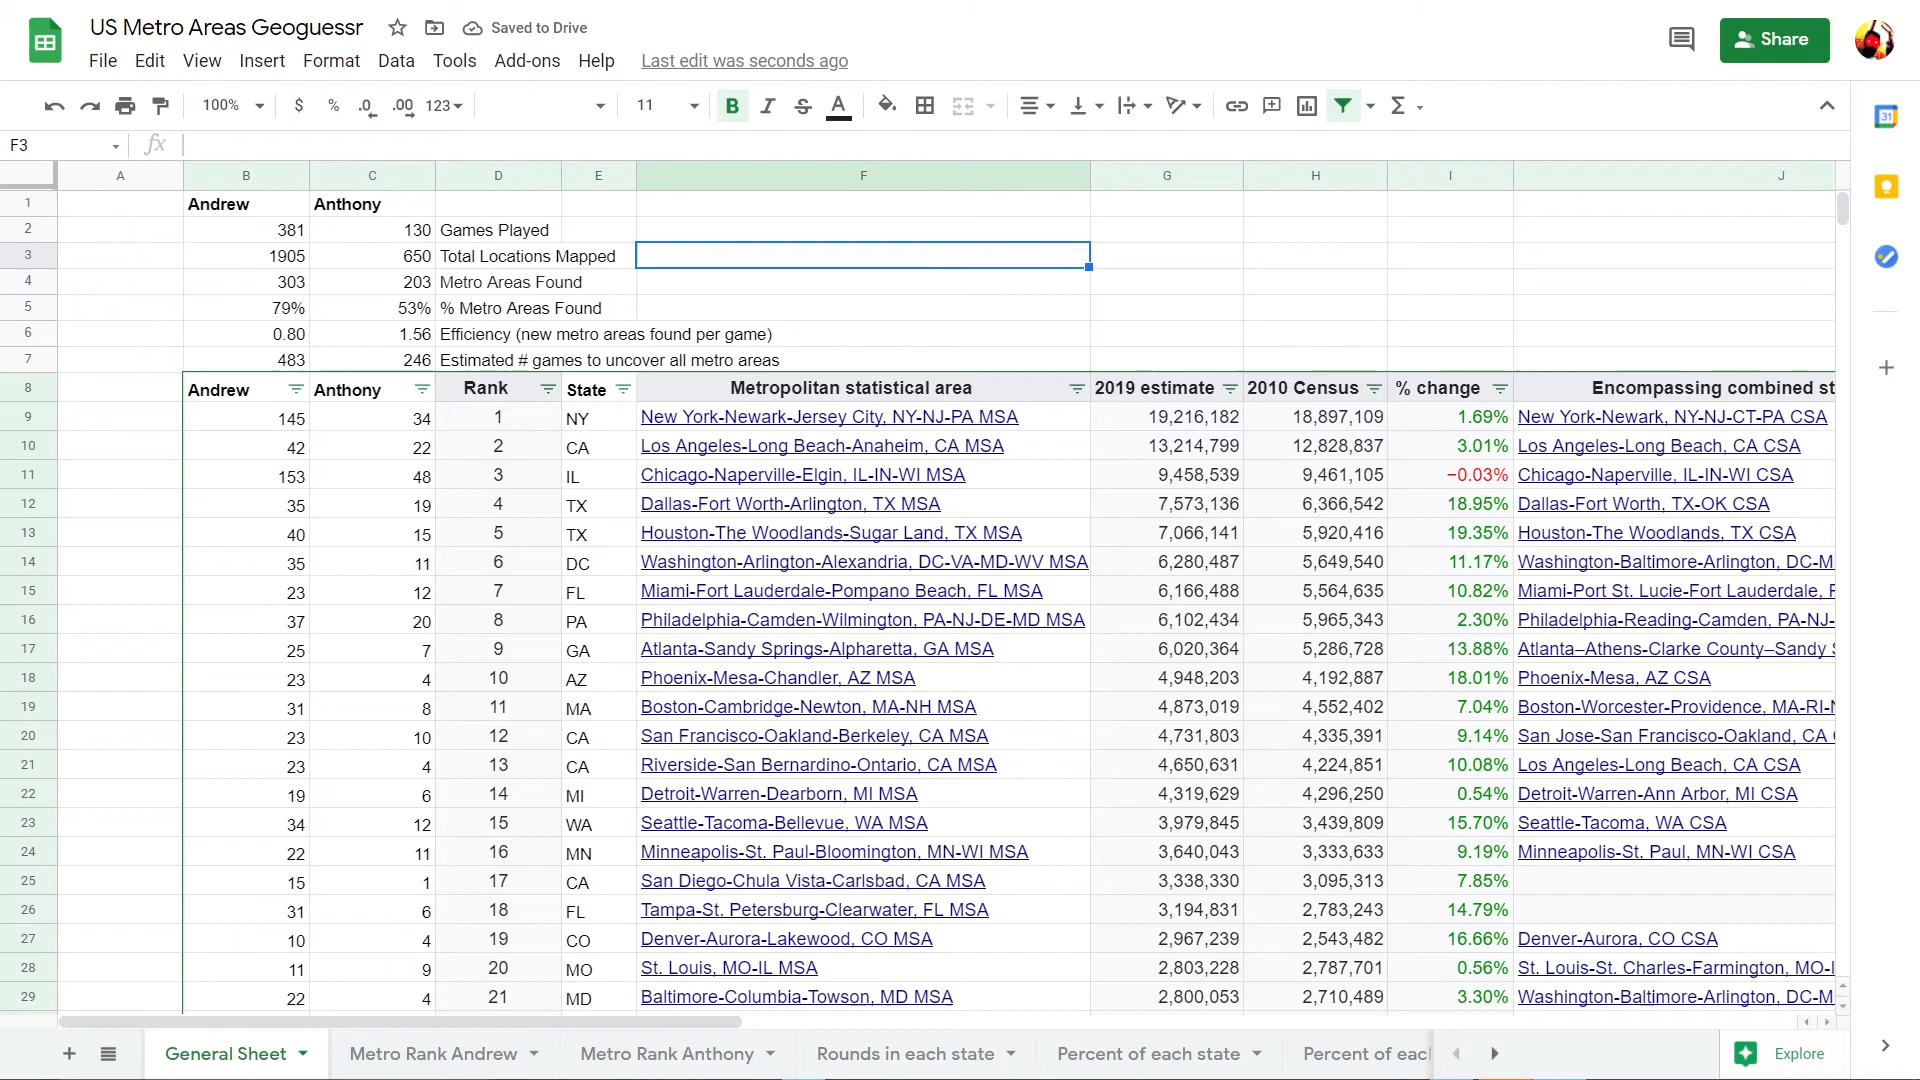 US Metro Areas Geoguessr Saved to Drive
File Edit View Insert Format Data Tools Add-ons Help Last edit was seconds ago
Share
100% $ % .0 .00 123 11 B I S A Σ
F3 fx
A B C D E F G H I J
1 Andrew Anthony
2 381 130 Games Played
3 1905 650 Total Locations Mapped
4 303 203 Metro Areas Found
5 79% 53% % Metro Areas Found
6 0.80 1.56 Efficiency (new metro areas found per game)
7 483 246 Estimated # games to uncover all metro areas
8 Andrew Anthony Rank State Metropolitan statistical area 2019 estimate 2010 Census % change Encompassing combined st
9 145 34 1 NY New York-Newark-Jersey City, NY-NJ-PA MSA 19,216,182 18,897,109 1.69% New York-Newark, NY-NJ-CT-PA CSA
10 42 22 2 CA Los Angeles-Long Beach-Anaheim, CA MSA 13,214,799 12,828,837 3.01% Los Angeles-Long Beach, CA CSA
11 153 48 3 IL Chicago-Naperville-Elgin, IL-IN-WI MSA 9,458,539 9,461,105 −0.03% Chicago-Naperville, IL-IN-WI CSA
12 35 19 4 TX Dallas-Fort Worth-Arlington, TX MSA 7,573,136 6,366,542 18.95% Dallas-Fort Worth, TX-OK CSA
13 40 15 5 TX Houston-The Woodlands-Sugar Land, TX MSA 7,066,141 5,920,416 19.35% Houston-The Woodlands, TX CSA
14 35 11 6 DC Washington-Arlington-Alexandria, DC-VA-MD-WV MSA 6,280,487 5,649,540 11.17% Washington-Baltimore-Arlington, DC-M
15 23 12 7 FL Miami-Fort Lauderdale-Pompano Beach, FL MSA 6,166,488 5,564,635 10.82% Miami-Port St. Lucie-Fort Lauderdale, F
16 37 20 8 PA Philadelphia-Camden-Wilmington, PA-NJ-DE-MD MSA 6,102,434 5,965,343 2.30% Philadelphia-Reading-Camden, PA-NJ-
17 25 7 9 GA Atlanta-Sandy Springs-Alpharetta, GA MSA 6,020,364 5,286,728 13.88% Atlanta–Athens-Clarke County–Sandy S
18 23 4 10 AZ Phoenix-Mesa-Chandler, AZ MSA 4,948,203 4,192,887 18.01% Phoenix-Mesa, AZ CSA
19 31 8 11 MA Boston-Cambridge-Newton, MA-NH MSA 4,873,019 4,552,402 7.04% Boston-Worcester-Providence, MA-RI-N
20 23 10 12 CA San Francisco-Oakland-Berkeley, CA MSA 4,731,803 4,335,391 9.14% San Jose-San Francisco-Oakland, CA
21 23 4 13 CA Riverside-San Bernardino-Ontario, CA MSA 4,650,631 4,224,851 10.08% Los Angeles-Long Beach, CA CSA
22 19 6 14 MI Detroit-Warren-Dearborn, MI MSA 4,319,629 4,296,250 0.54% Detroit-Warren-Ann Arbor, MI CSA
23 34 12 15 WA Seattle-Tacoma-Bellevue, WA MSA 3,979,845 3,439,809 15.70% Seattle-Tacoma, WA CSA
24 22 11 16 MN Minneapolis-St. Paul-Bloomington, MN-WI MSA 3,640,043 3,333,633 9.19% Minneapolis-St. Paul, MN-WI CSA
25 15 1 17 CA San Diego-Chula Vista-Carlsbad, CA MSA 3,338,330 3,095,313 7.85%
26 31 6 18 FL Tampa-St. Petersburg-Clearwater, FL MSA 3,194,831 2,783,243 14.79%
27 10 4 19 CO Denver-Aurora-Lakewood, CO MSA 2,967,239 2,543,482 16.66% Denver-Aurora, CO CSA
28 11 9 20 MO St. Louis, MO-IL MSA 2,803,228 2,787,701 0.56% St. Louis-St. Charles-Farmington, MO-I
29 22 4 21 MD Baltimore-Columbia-Towson, MD MSA 2,800,053 2,710,489 3.30% Washington-Baltimore-Arlington, DC-M
General Sheet Metro Rank Andrew Metro Rank Anthony Rounds in each state Percent of each state Percent of eac Explore
31